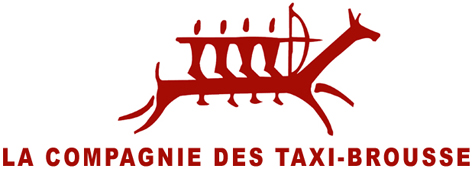 LA COMPAGNIE DES TAXI-BROUSSE